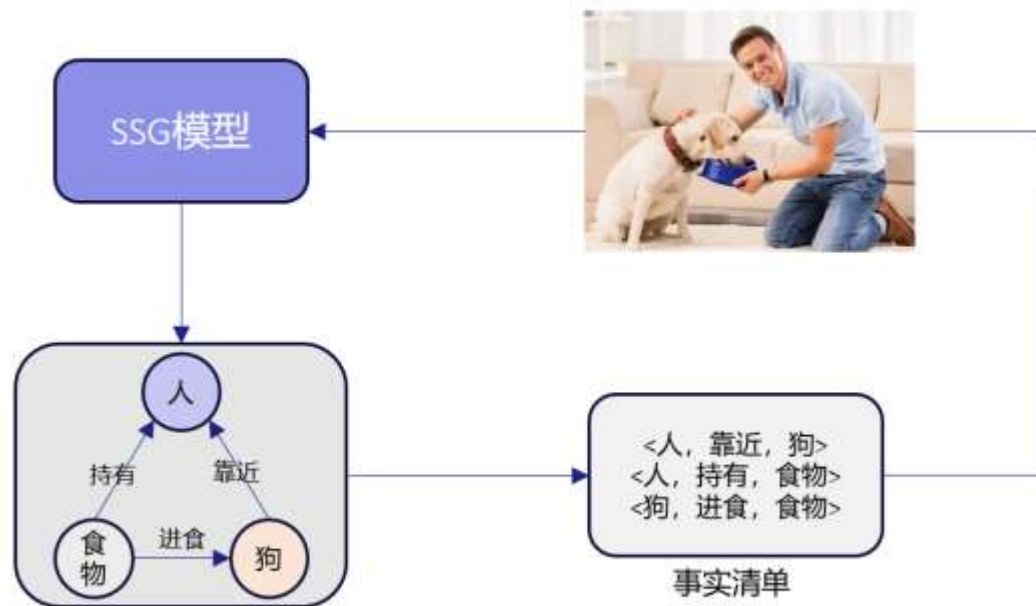 SSG模型
人
持有
靠近
食
物
进食
狗
<人，靠近，狗>
<人，持有，食物>
<狗，进食，食物>
事实清单